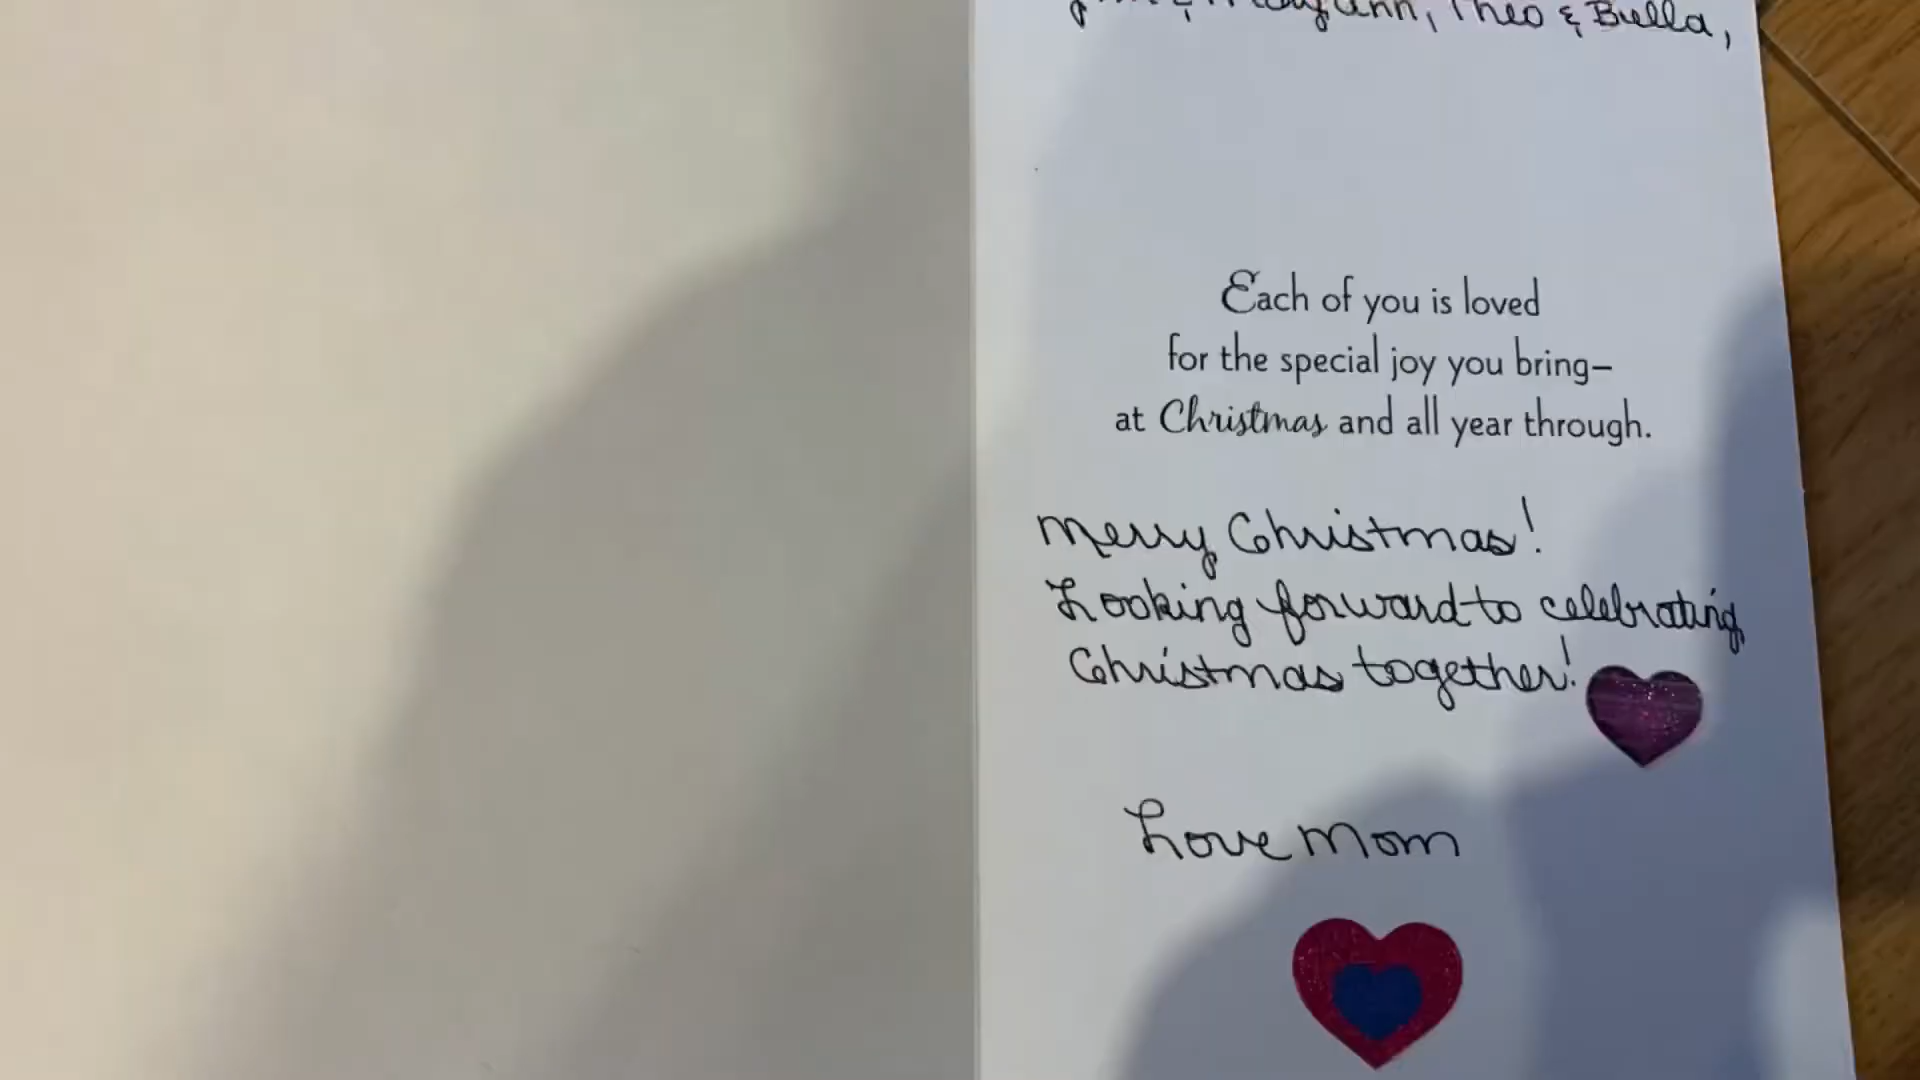 & Maryann, Theo & Bella,
Each of you is loved
for the special joy you bring–
at Christmas and all year through.
Merry Christmas!
Looking forward to celebrating
Christmas together!
Love Mom